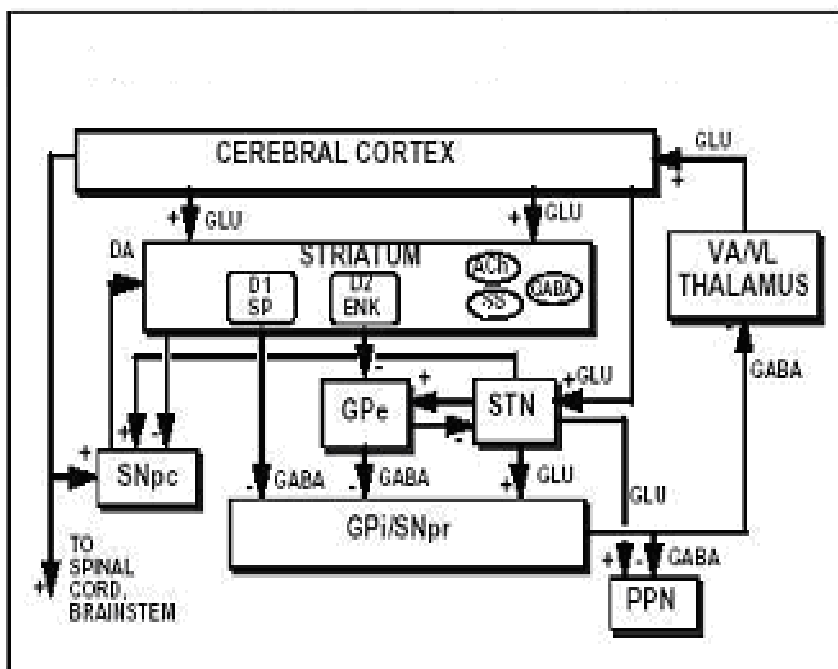 CEREBRAL CORTEX
GLU
+
+ GLU
+ GLU
DA
STRIATUM
D1
SP
D2
ENK
ACh
SS
GABA
VA/VL
THALAMUS
-
GABA
-
+
+ GLU
GPe
STN
-
+ -
+
SNpc
- GABA
- GABA
+ GLU
GLU
GPi/SNpr
TO
SPINAL
CORD,
BRAINSTEM
+
+ - GABA
PPN